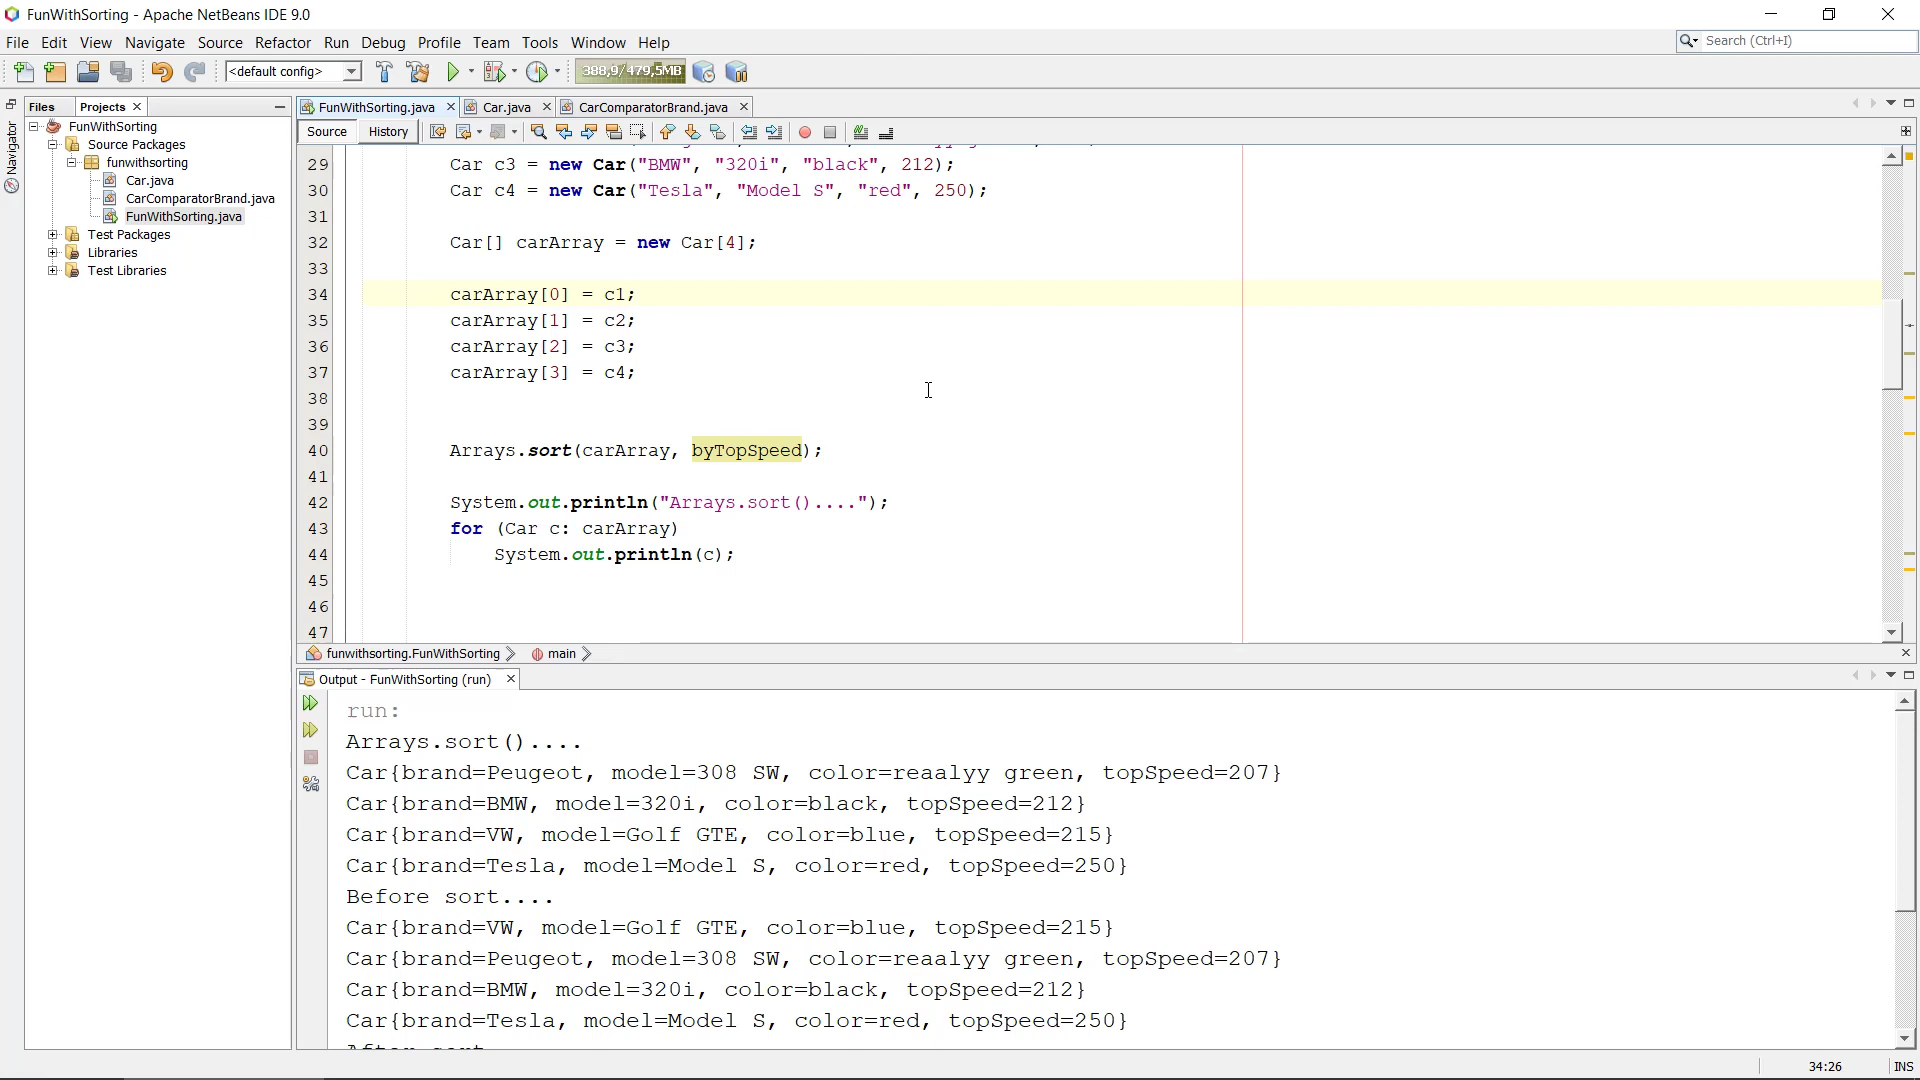 FunWithSorting - Apache NetBeans IDE 9.0
File Edit View Navigate Source Refactor Run Debug Profile Team Tools Window Help
Search (Ctrl+I)
<default config>
388,9/479,5MB
Files Projects
FunWithSorting.java Car.java CarComparatorBrand.java
Navigator
FunWithSorting
Source Packages
funwithsorting
Car.java
CarComparatorBrand.java
FunWithSorting.java
Test Packages
Libraries
Test Libraries
Source History
29 Car c3 = new Car("BMW", "320i", "black", 212);
30 Car c4 = new Car("Tesla", "Model S", "red", 250);
31
32 Car[] carArray = new Car[4];
33
34 carArray[0] = c1;
35 carArray[1] = c2;
36 carArray[2] = c3;
37 carArray[3] = c4;
38
39
40 Arrays.sort(carArray, byTopSpeed);
41
42 System.out.println("Arrays.sort()....");
43 for (Car c: carArray)
44 System.out.println(c);
45
46
47
funwithsorting.FunWithSorting main
Output - FunWithSorting (run)
run:
Arrays.sort()....
Car{brand=Peugeot, model=308 SW, color=reaalyy green, topSpeed=207}
Car{brand=BMW, model=320i, color=black, topSpeed=212}
Car{brand=VW, model=Golf GTE, color=blue, topSpeed=215}
Car{brand=Tesla, model=Model S, color=red, topSpeed=250}
Before sort....
Car{brand=VW, model=Golf GTE, color=blue, topSpeed=215}
Car{brand=Peugeot, model=308 SW, color=reaalyy green, topSpeed=207}
Car{brand=BMW, model=320i, color=black, topSpeed=212}
Car{brand=Tesla, model=Model S, color=red, topSpeed=250}
34:26 INS